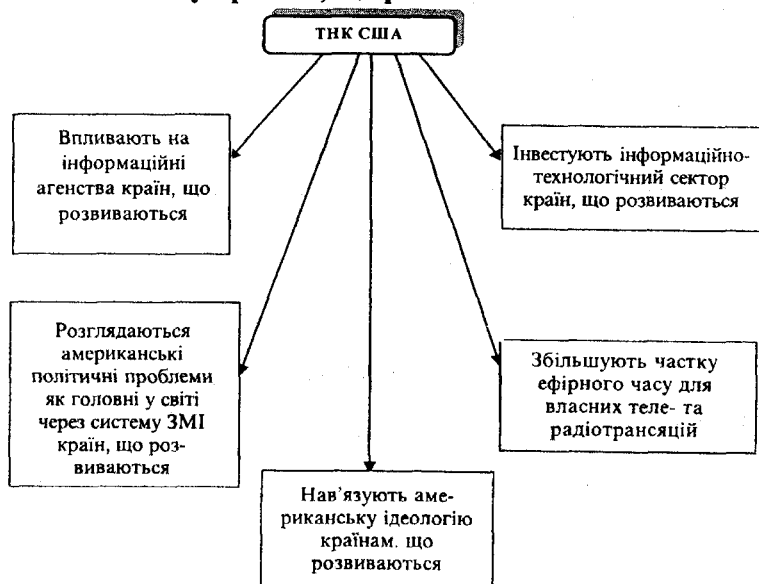 ТНК США
Впливають на
інформаційні
агенства країн, що
розвиваються
Інвестують інформаційно-
технологічний сектор
країн, що розвиваються
Розглядаються
американські
політичні проблеми
як головні у світі
через систему ЗМІ
країн, що роз-
виваються
Збільшують частку
ефірного часу для
власних теле- та
радіотрансяцій
Нав'язують аме-
риканську ідеологію
країнам. що
розвиваються